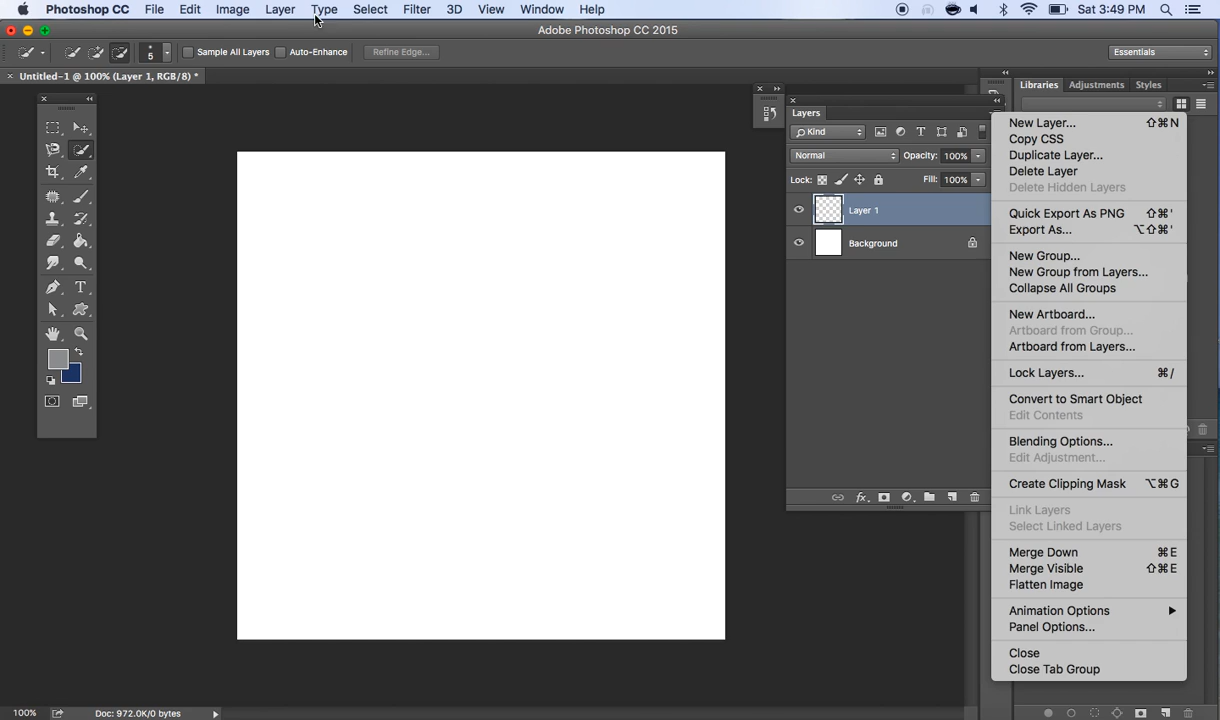 Photoshop CC File Edit Image Layer Type Select Filter 3D View Window Help Sat 3:49 PM
Adobe Photoshop CC 2015
5 Sample All Layers Auto-Enhance Refine Edge... Essentials
× Untitled-1 @ 100% (Layer 1, RGB/8) *
Libraries Adjustments Styles
Layers
Kind
Normal Opacity: 100%
Lock: Fill: 100%
Layer 1
Background
fx
New Layer... ⇧⌘N
Copy CSS
Duplicate Layer...
Delete Layer
Delete Hidden Layers
Quick Export As PNG ⇧⌘'
Export As... ⌥⇧⌘'
New Group...
New Group from Layers...
Collapse All Groups
New Artboard...
Artboard from Group...
Artboard from Layers...
Lock Layers... ⌘/
Convert to Smart Object
Edit Contents
Blending Options...
Edit Adjustment...
Create Clipping Mask ⌥⌘G
Link Layers
Select Linked Layers
Merge Down ⌘E
Merge Visible ⇧⌘E
Flatten Image
Animation Options
Panel Options...
Close
Close Tab Group
100% Doc: 972.0K/0 bytes